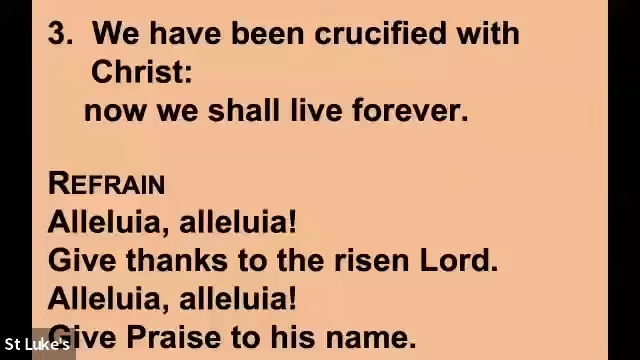 3. We have been crucified with
Christ:
now we shall live forever.
REFRAIN
Alleluia, alleluia!
Give thanks to the risen Lord.
Alleluia, alleluia!
Give Praise to his name.
St Luke's